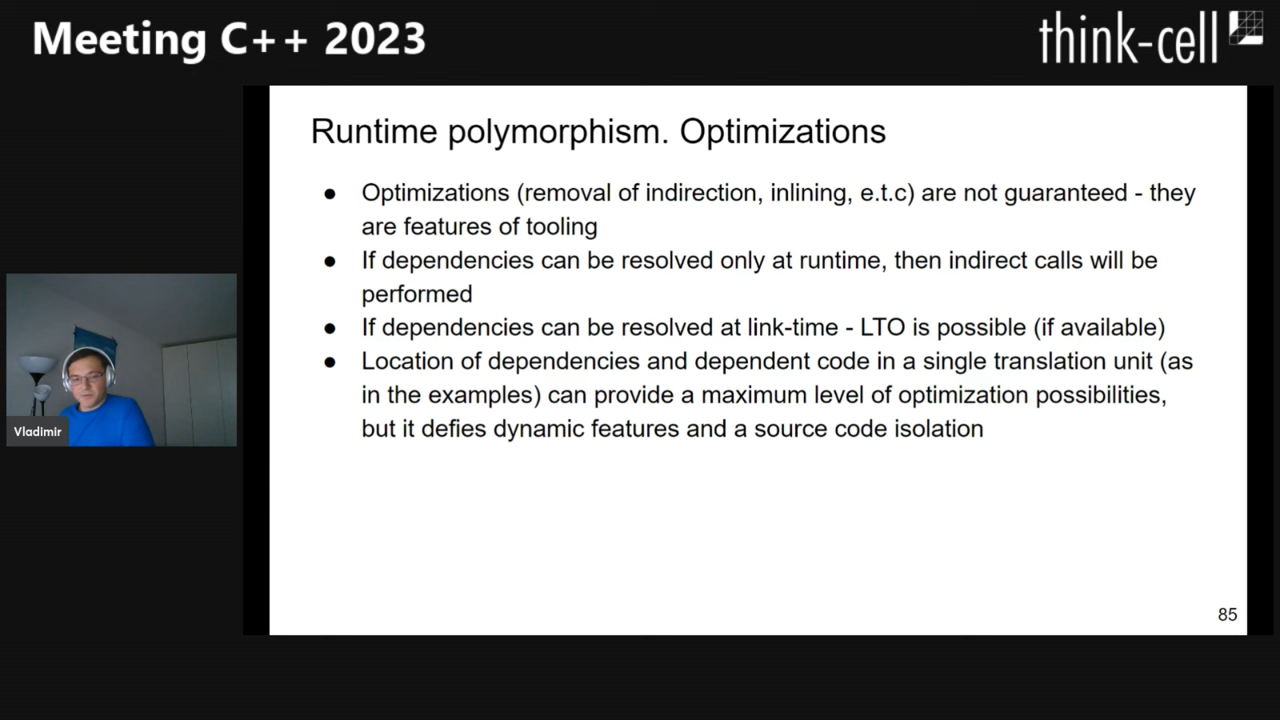 Meeting C++ 2023
think-cell
Runtime polymorphism. Optimizations
● Optimizations (removal of indirection, inlining, e.t.c) are not guaranteed - they
are features of tooling
● If dependencies can be resolved only at runtime, then indirect calls will be
performed
● If dependencies can be resolved at link-time - LTO is possible (if available)
● Location of dependencies and dependent code in a single translation unit (as
in the examples) can provide a maximum level of optimization possibilities,
but it defies dynamic features and a source code isolation
Vladimir
85